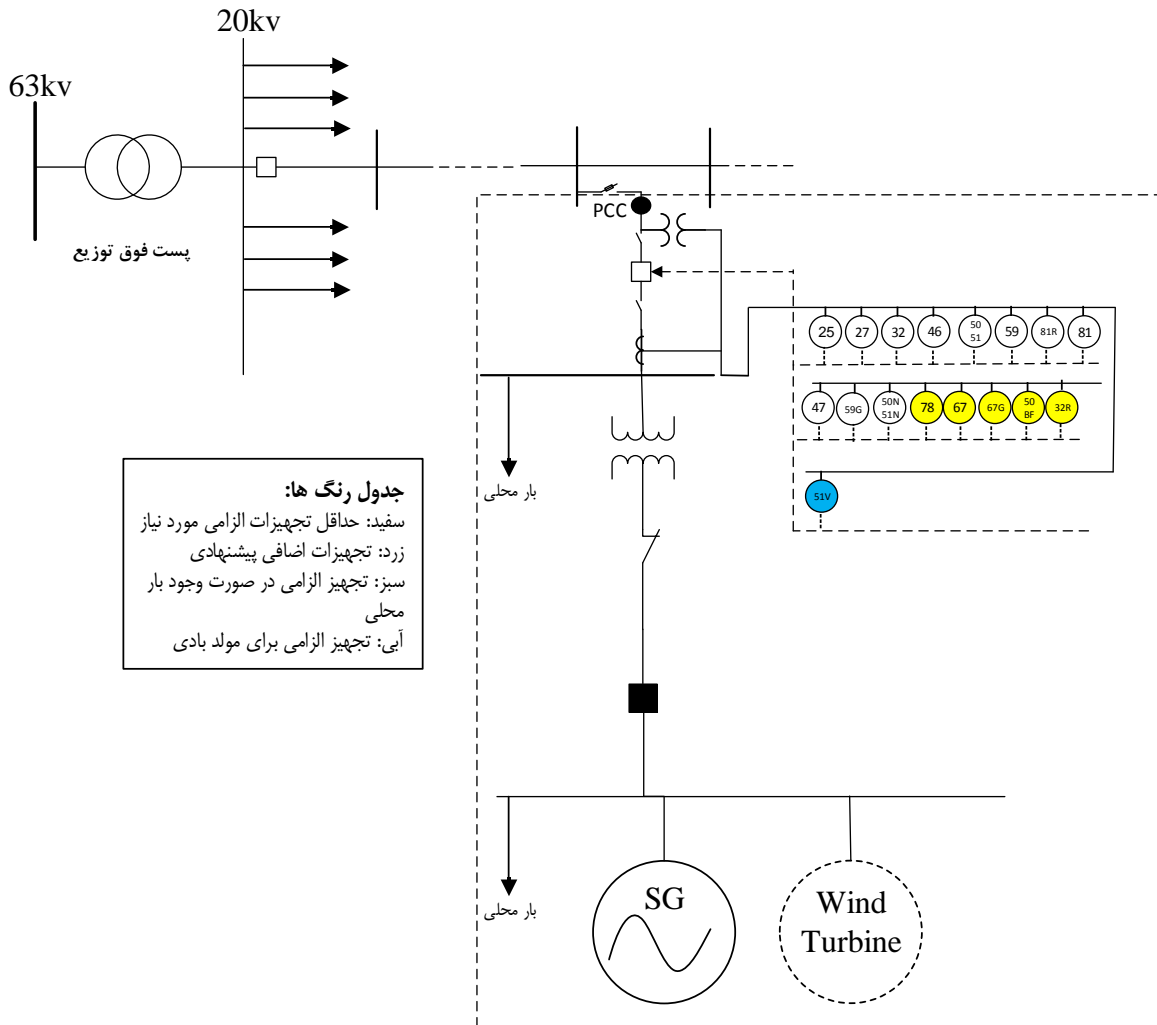 20kv
63kv
پست فوق توزیع
PCC
25 27 32 46 50 51 59 81R 81
47 59G 50N 51N 78 67 67G 50 BF 32R
51V
بار محلی
جدول رنگ ها:
سفید: حداقل تجهیزات الزامی مورد نیاز
زرد: تجهیزات اضافی پیشنهادی
سبز: تجهیز الزامی در صورت وجود بار
محلی
آبی: تجهیز الزامی برای مولد بادی
بار محلی
SG
Wind
Turbine